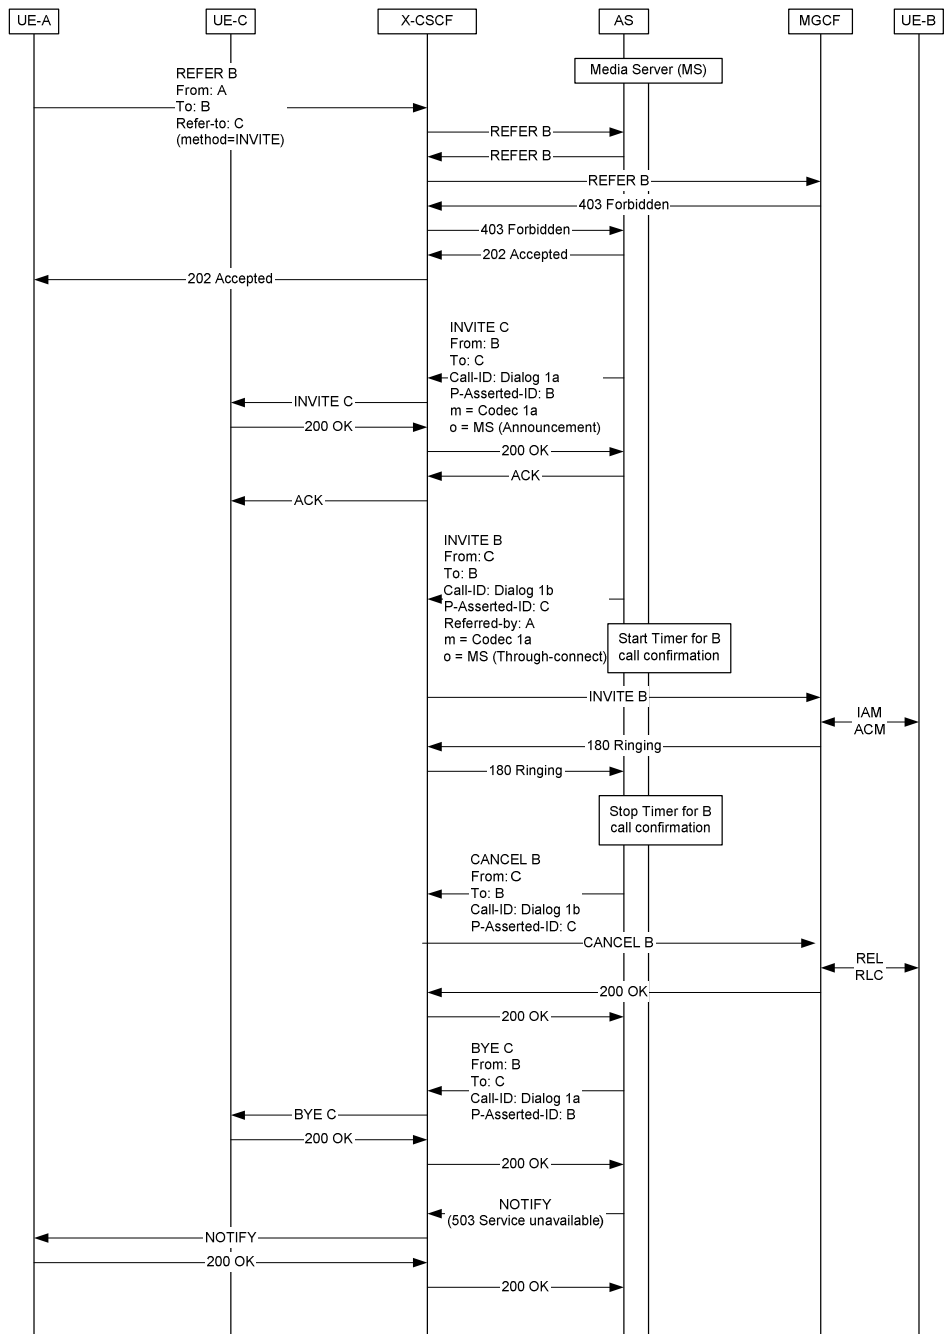 UE-A
UE-C
X-CSCF
AS
MGCF
UE-B
Media Server (MS)
REFER B
From: A
To: B
Refer-to: C
(method=INVITE)
REFER B
REFER B
REFER B
403 Forbidden
403 Forbidden
202 Accepted
202 Accepted
INVITE C
From: B
To: C
Call-ID: Dialog 1a
P-Asserted-ID: B
m = Codec 1a
o = MS (Announcement)
INVITE C
200 OK
200 OK
ACK
ACK
INVITE B
From: C
To: B
Call-ID: Dialog 1b
P-Asserted-ID: C
Referred-by: A
m = Codec 1a
o = MS (Through-connect)
Start Timer for B
call confirmation
INVITE B
IAM
ACM
180 Ringing
180 Ringing
Stop Timer for B
call confirmation
CANCEL B
From: C
To: B
Call-ID: Dialog 1b
P-Asserted-ID: C
CANCEL B
REL
RLC
200 OK
200 OK
BYE C
From: B
To: C
Call-ID: Dialog 1a
P-Asserted-ID: B
BYE C
200 OK
200 OK
NOTIFY
(503 Service unavailable)
NOTIFY
200 OK
200 OK